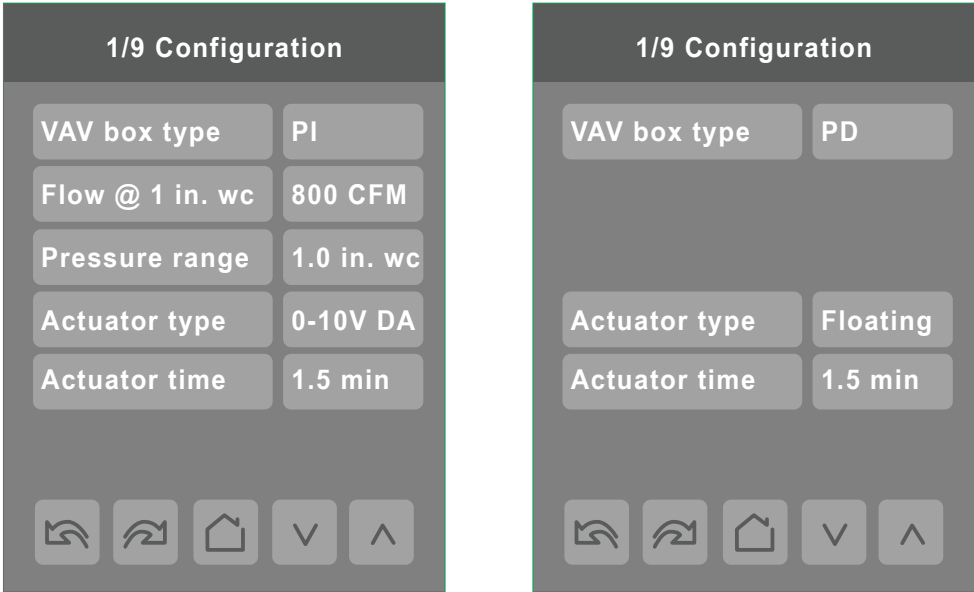 1/9 Configuration
VAV box type PI
Flow @ 1 in. wc 800 CFM
Pressure range 1.0 in. wc
Actuator type 0-10V DA
Actuator time 1.5 min
1/9 Configuration
VAV box type PD
Actuator type Floating
Actuator time 1.5 min